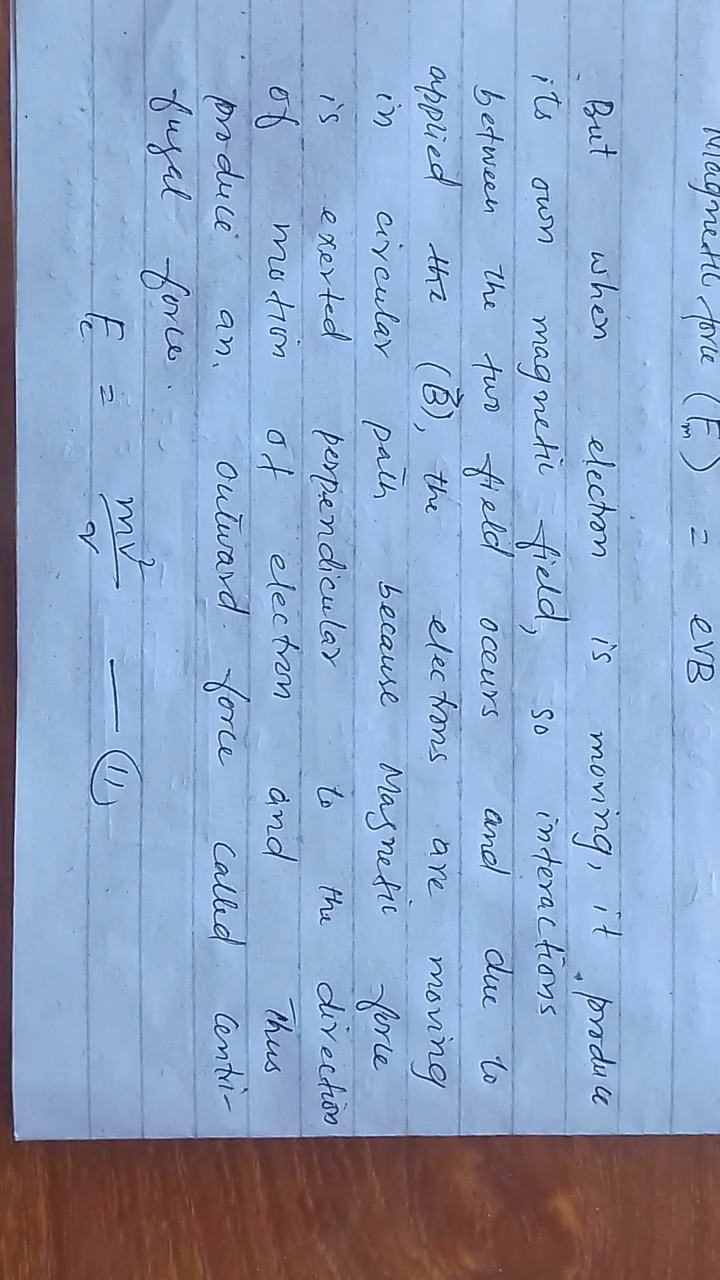 Magnetic force (Fm) = evB
But when electron is moving, it produce
its own magnetic field, so interactions
between the two field occurs and due to
applied the (B⃗), the electrons are moving
in circular path because Magnetic force
is exerted perpendicular to the direction
of motion of electron and thus
produce an outward force called centri-
fugal force.
Fc = mv²/r — (11)